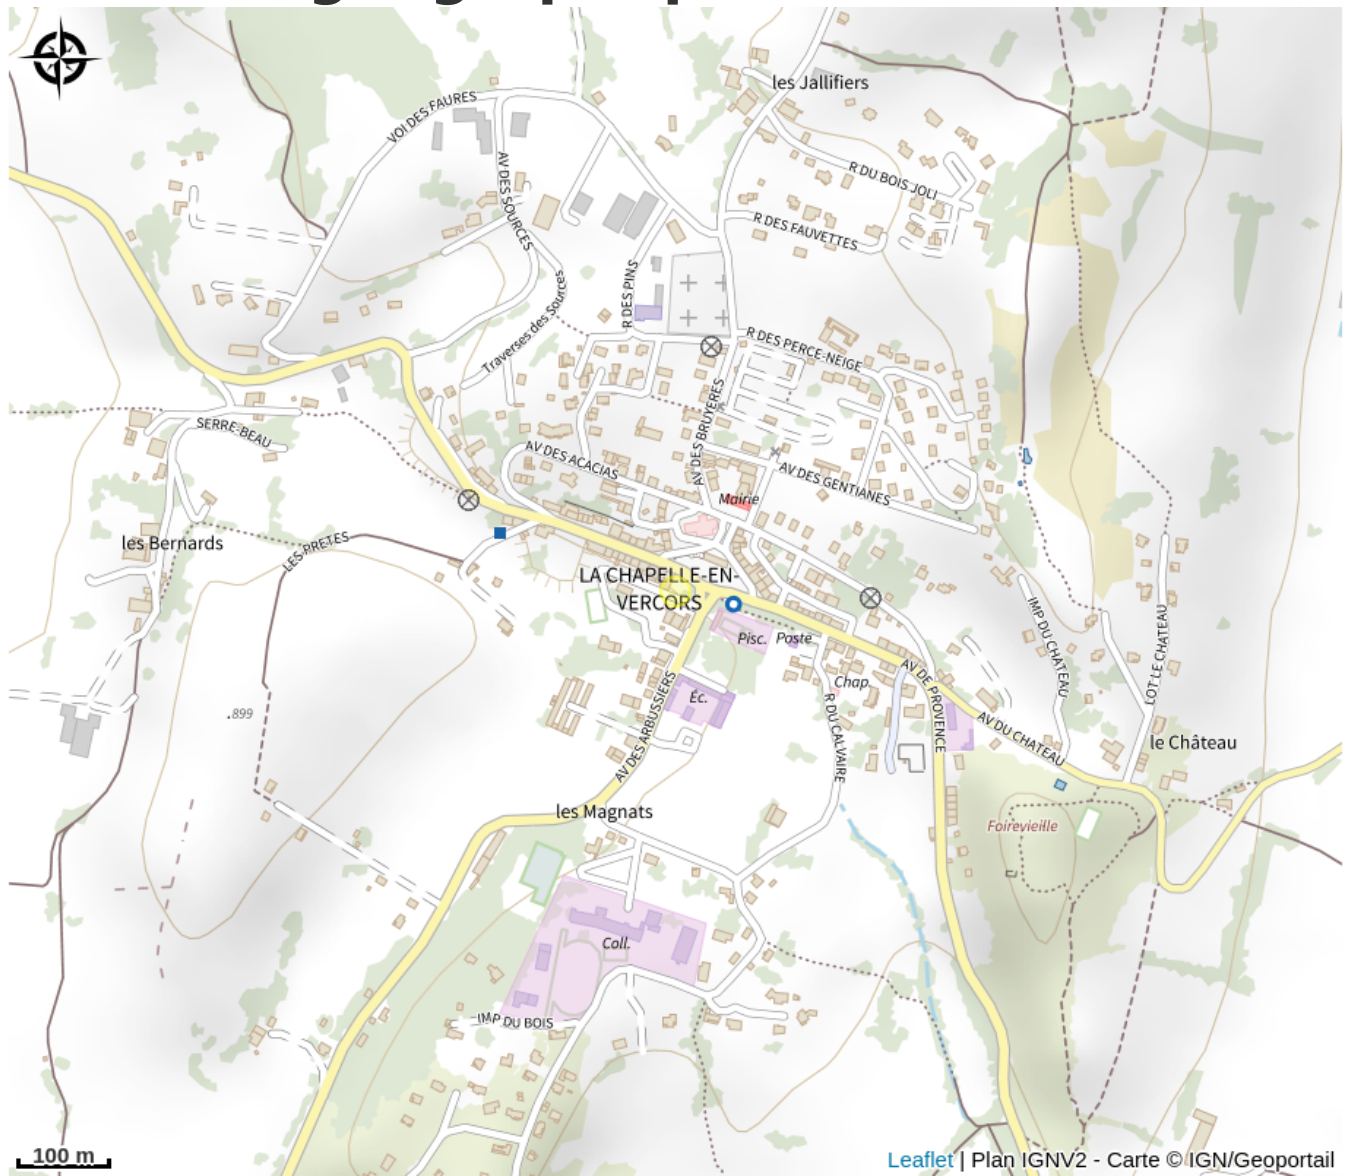 les Jallifiers
VOI DES FAURES
AV DES SOURCES
R DU BOIS JOLI
R DES FAUVETTES
R DES PINS
Traverses des Sources
R DES PERCE-NEIGE
AV DES BRUYERES
SERRE-BEAU
AV DES ACACIAS
AV DES GENTIANES
Mairie
les Bernards
LES PRETES
LA CHAPELLE-EN-
VERCORS
Pisc.
Poste
IMP DU CHATEAU
LOT LE CHATEAU
Chap.
Éc.
AV DE PROVENCE
R DU CALVAIRE
AV DES ARBUSSIERS
.899
AV DU CHATEAU
le Château
les Magnats
Foirevieille
Coll.
IMP DU BOIS
100 m
Leaflet | Plan IGNV2 - Carte © IGN/Geoportail